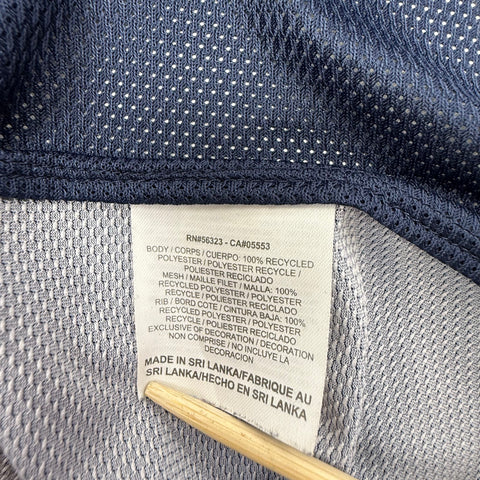 RN#56323 - CA#05553
BODY / CORPS / CUERPO: 100% RECYCLED
POLYESTER / POLYESTER RECYCLE /
POLIESTER RECICLADO
MESH / MAILLE FILET / MALLA: 100%
RECYCLED POLYESTER / POLYESTER
RECYCLE / POLIESTER RECICLADO
RIB / BORD COTE / CINTURA BAJA: 100%
RECYCLED POLYESTER / POLYESTER
RECYCLE / POLIESTER RECICLADO
EXCLUSIVE OF DECORATION / DECORATION
NON COMPRISE / NO INCLUYE LA
DECORACION
MADE IN SRI LANKA/FABRIQUE AU
SRI LANKA/HECHO EN SRI LANKA